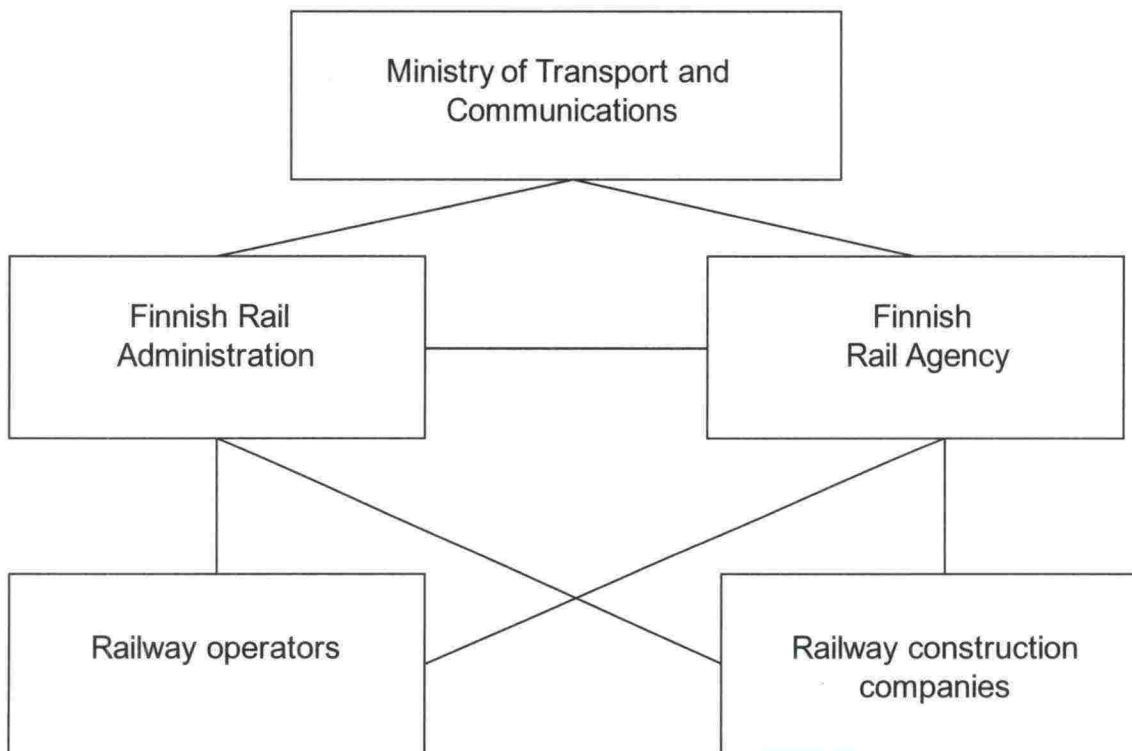 Ministry of Transport and
Communications
Finnish Rail
Administration
Finnish
Rail Agency
Railway operators
Railway construction
companies